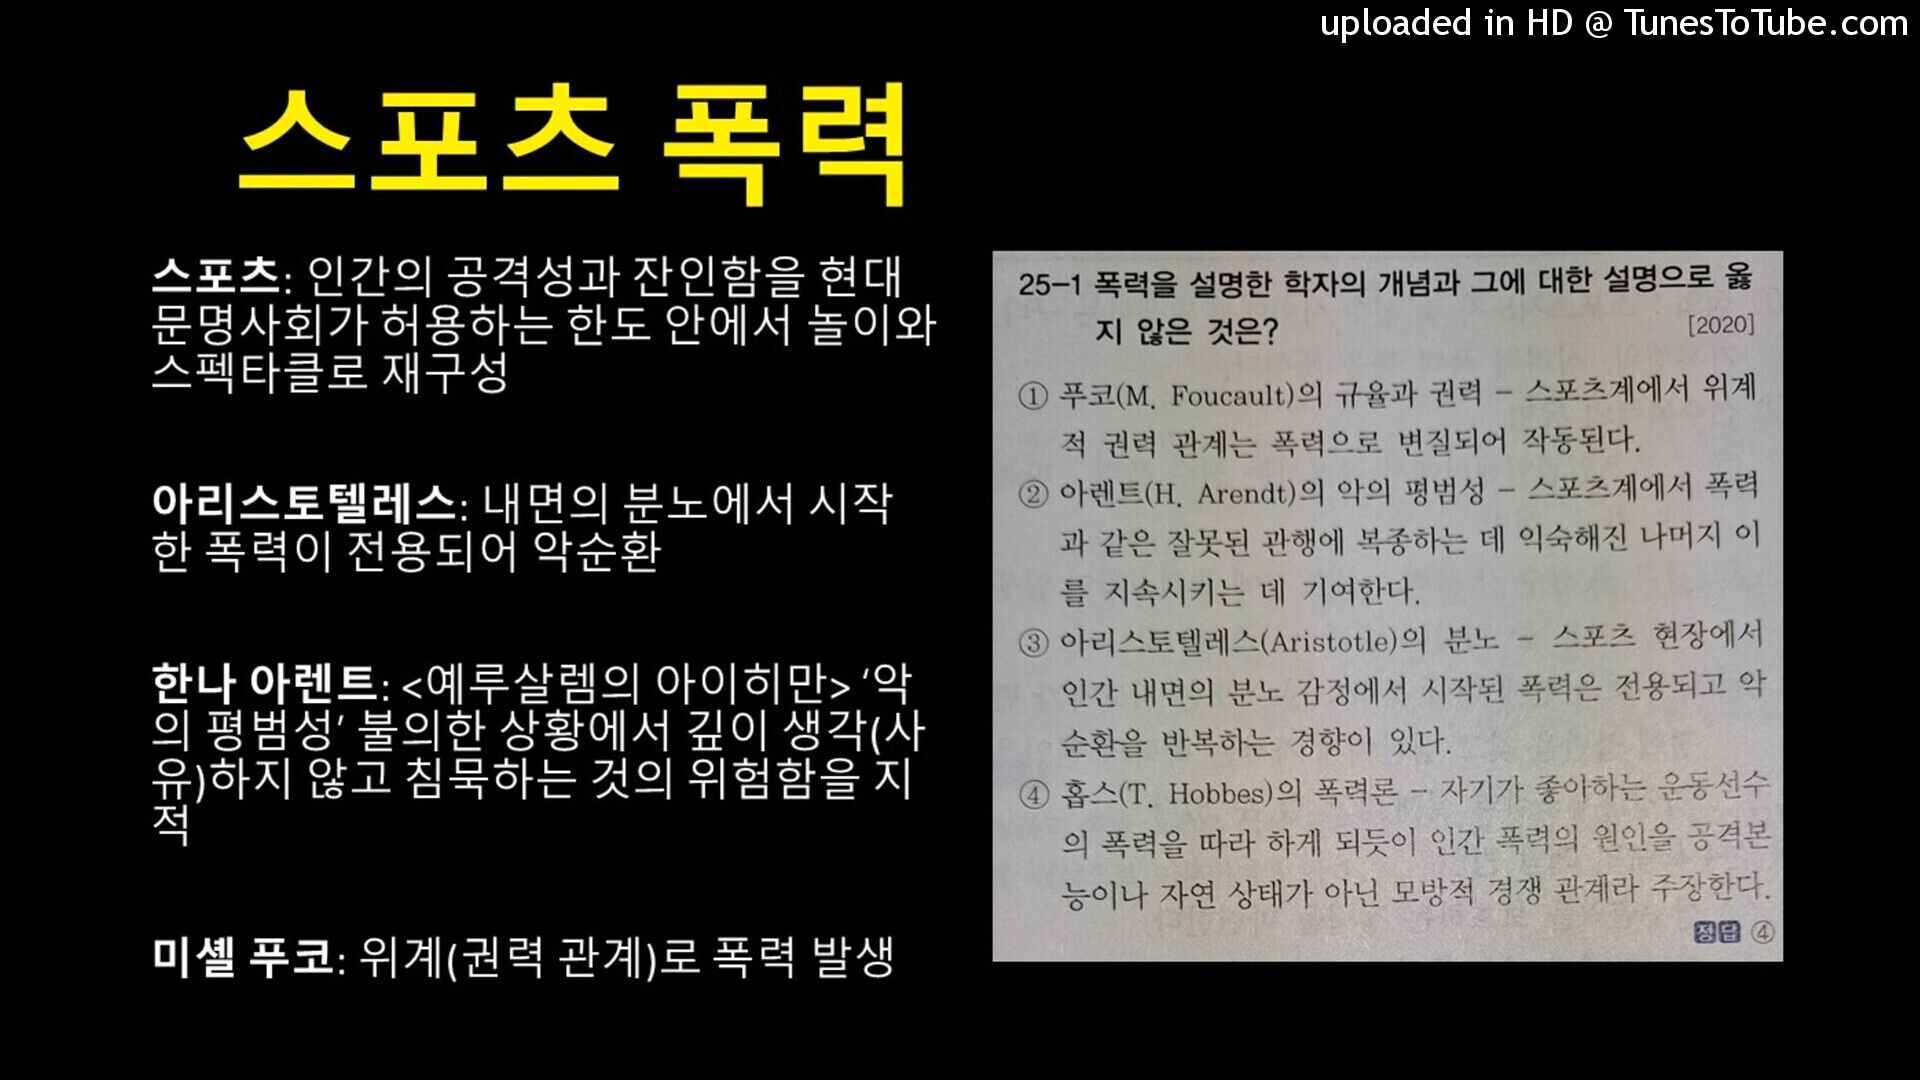 uploaded in HD @ TunesToTube.com
스포츠 폭력
스포츠: 인간의 공격성과 잔인함을 현대
문명사회가 허용하는 한도 안에서 놀이와
스펙타클로 재구성
아리스토텔레스: 내면의 분노에서 시작
한 폭력이 전용되어 악순환
한나 아렌트: <예루살렘의 아이히만> ‘악
의 평범성’ 불의한 상황에서 깊이 생각(사
유)하지 않고 침묵하는 것의 위험함을 지
적
미셸 푸코: 위계(권력 관계)로 폭력 발생
25-1 폭력을 설명한 학자의 개념과 그에 대한 설명으로 옳
지 않은 것은?
[2020]
① 푸코(M. Foucault)의 규율과 권력 – 스포츠계에서 위계
적 권력 관계는 폭력으로 변질되어 작동된다.
② 아렌트(H. Arendt)의 악의 평범성 – 스포츠계에서 폭력
과 같은 잘못된 관행에 복종하는 데 익숙해진 나머지 이
를 지속시키는 데 기여한다.
③ 아리스토텔레스(Aristotle)의 분노 – 스포츠 현장에서
인간 내면의 분노 감정에서 시작된 폭력은 전용되고 악
순환을 반복하는 경향이 있다.
④ 홉스(T. Hobbes)의 폭력론 – 자기가 좋아하는 운동선수
의 폭력을 따라 하게 되듯이 인간 폭력의 원인을 공격본
능이나 자연 상태가 아닌 모방적 경쟁 관계라 주장한다.
정답 ④